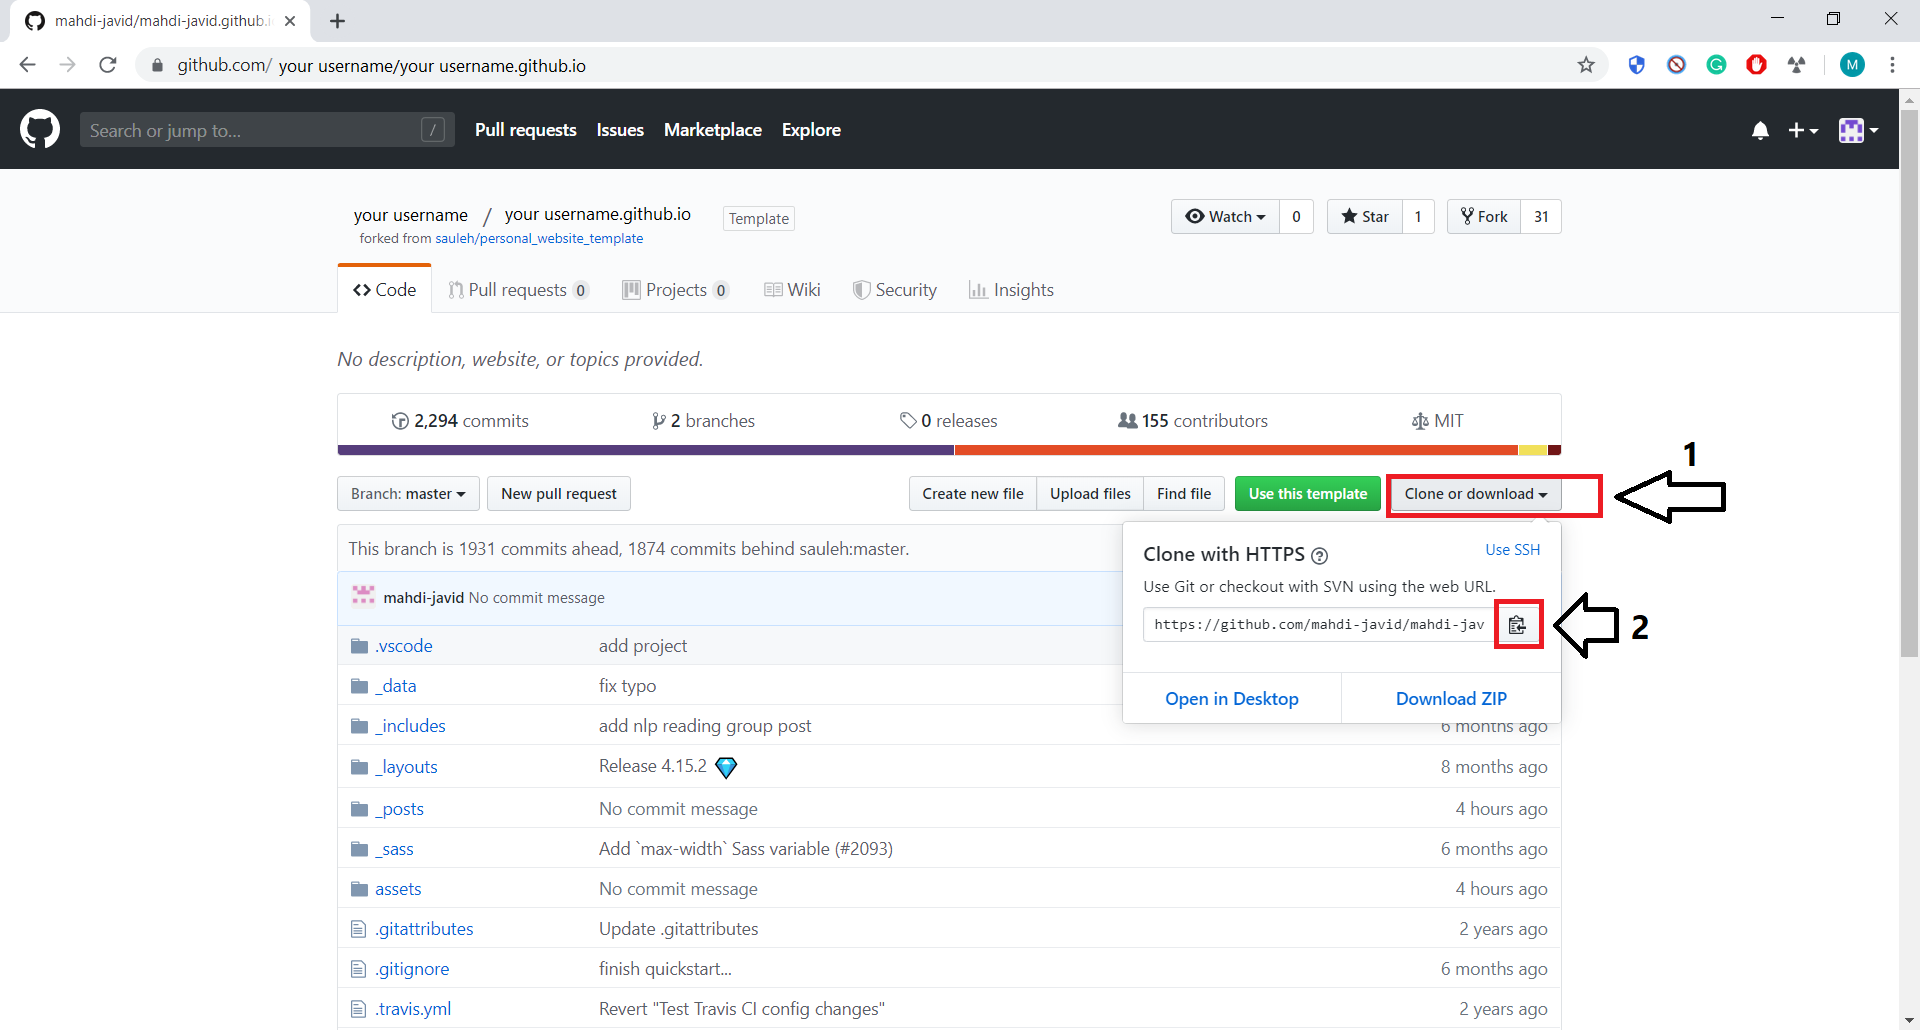 mahdi-javid/mahdi-javid.github.i
github.com/ your username/your username.github.io
M
Search or jump to... /
Pull requests Issues Marketplace Explore
your username / your username.github.io Template
forked from sauleh/personal_website_template
Watch 0 Star 1 Fork 31
Code Pull requests 0 Projects 0 Wiki Security Insights
No description, website, or topics provided.
2,294 commits 2 branches 0 releases 155 contributors MIT
1
Branch: master New pull request Create new file Upload files Find file Use this template Clone or download
This branch is 1931 commits ahead, 1874 commits behind sauleh:master.
Clone with HTTPS ? Use SSH
Use Git or checkout with SVN using the web URL.
mahdi-javid No commit message
https://github.com/mahdi-javid/mahdi-jav
2
.vscode add project
_data fix typo
Open in Desktop Download ZIP
_includes add nlp reading group post 6 months ago
_layouts Release 4.15.2 8 months ago
_posts No commit message 4 hours ago
_sass Add `max-width` Sass variable (#2093) 6 months ago
assets No commit message 4 hours ago
.gitattributes Update .gitattributes 2 years ago
.gitignore finish quickstart... 6 months ago
.travis.yml Revert "Test Travis CI config changes" 2 years ago